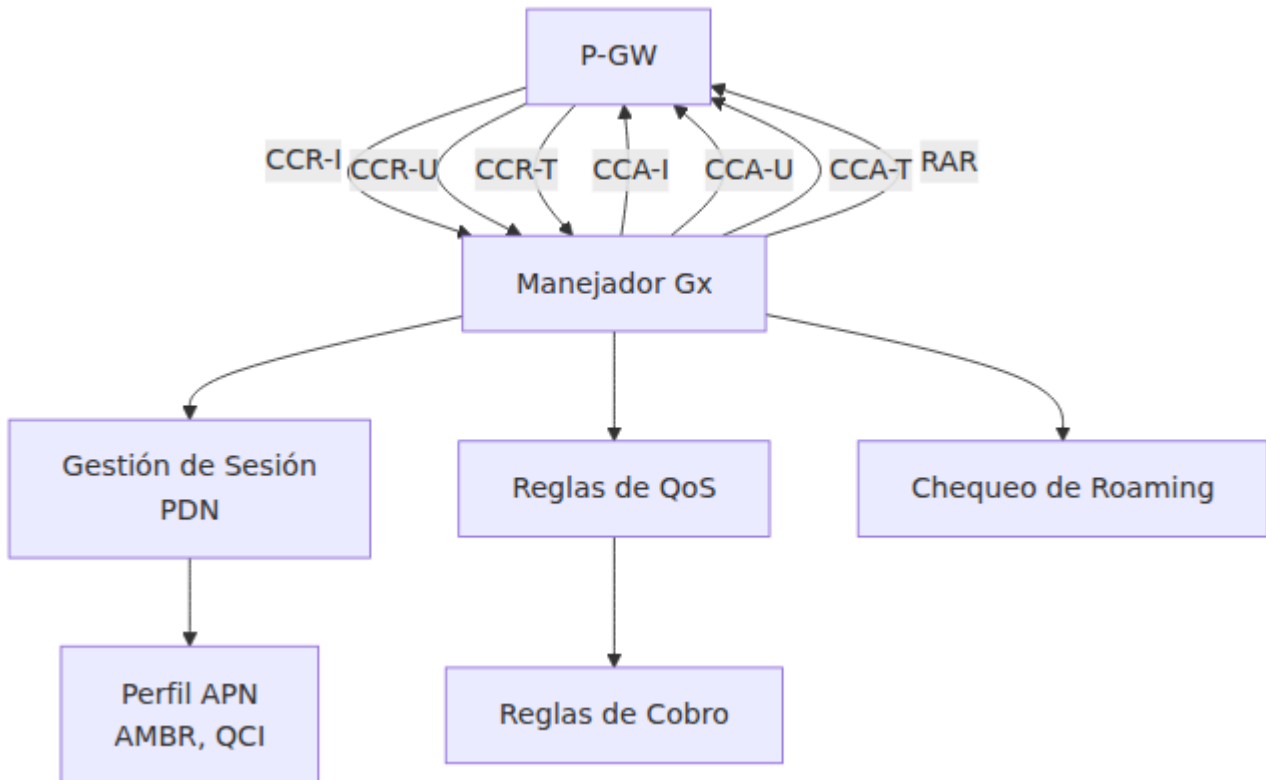 P-GW
CCR-I
CCR-U
CCR-T
CCA-I
CCA-U
CCA-T
RAR
Manejador Gx
Gestión de Sesión
PDN
Reglas de QoS
Chequeo de Roaming
Perfil APN
AMBR, QCI
Reglas de Cobro